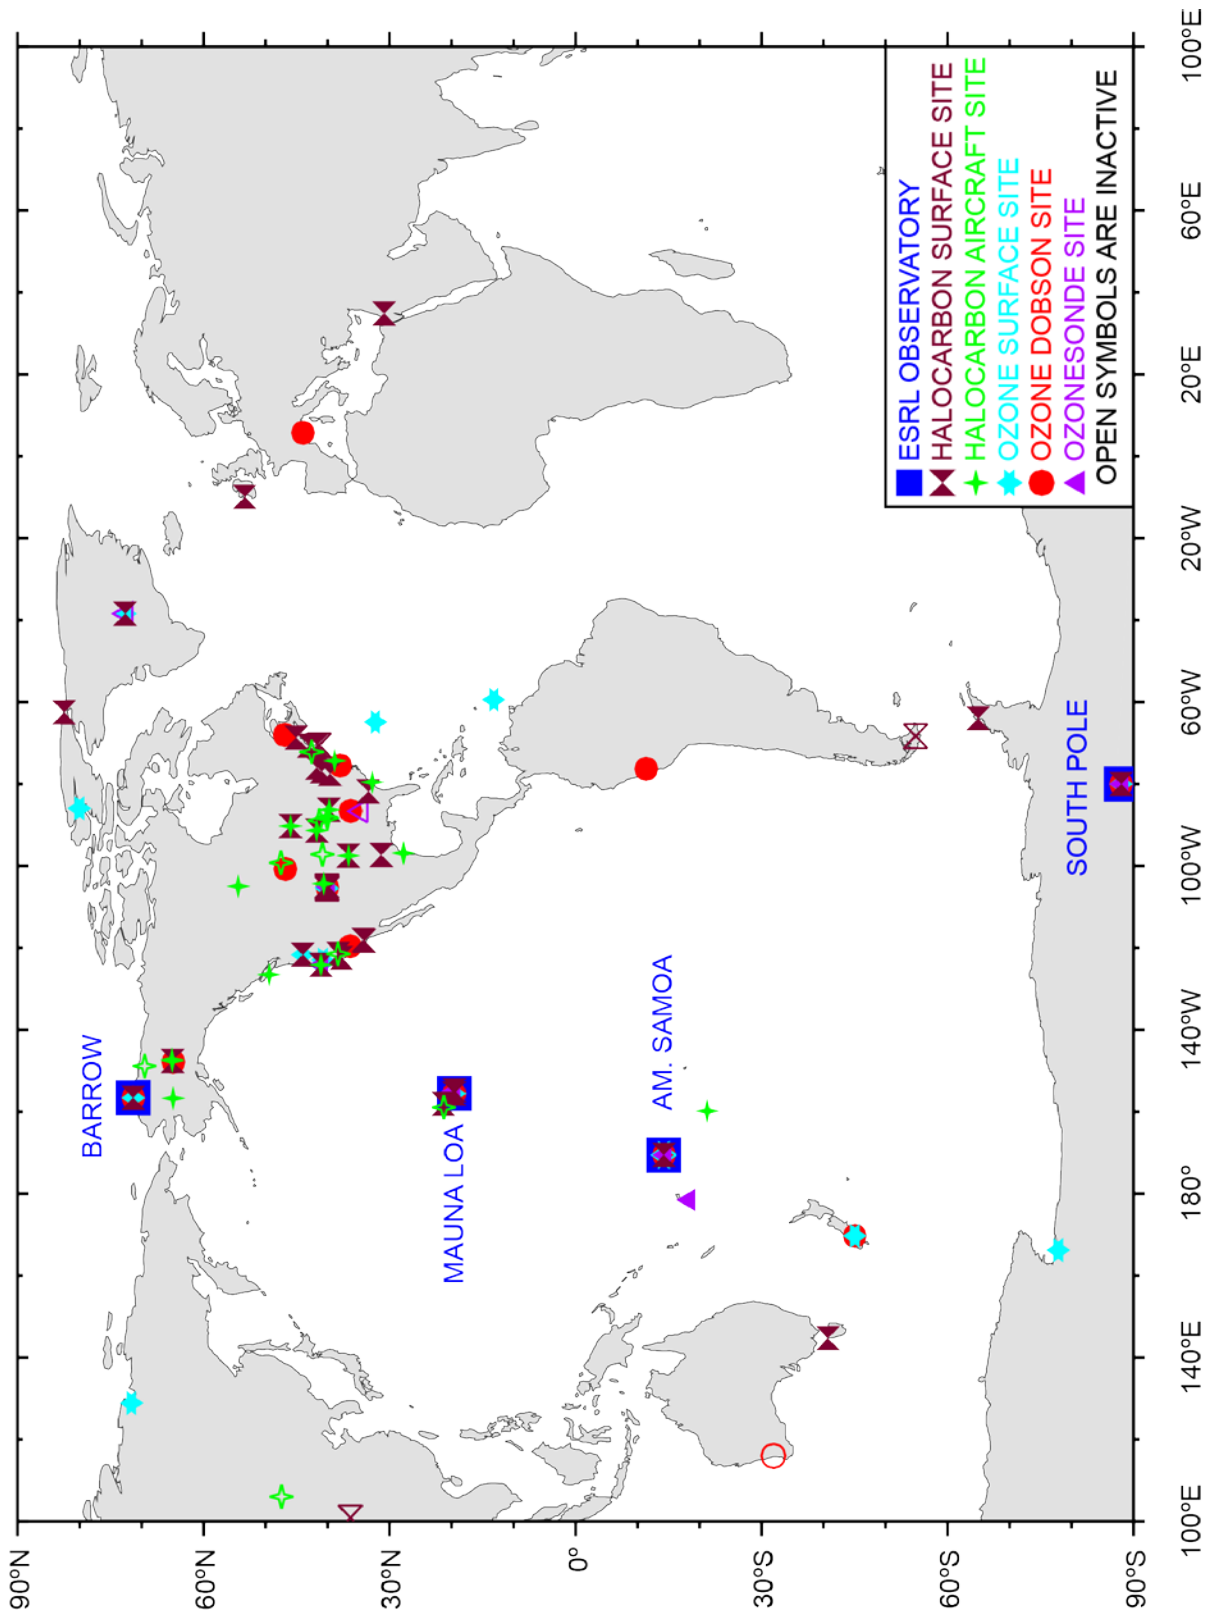 BARROW
MAUNA LOA
AM. SAMOA
SOUTH POLE
ESRL OBSERVATORY
HALOCARBON SURFACE SITE
HALOCARBON AIRCRAFT SITE
OZONE SURFACE SITE
OZONE DOBSON SITE
OZONESONDE SITE
OPEN SYMBOLS ARE INACTIVE
90°N
60°N
30°N
0°
30°S
60°S
90°S
100°E
140°E
180°
140°W
100°W
60°W
20°W
20°E
60°E
100°E